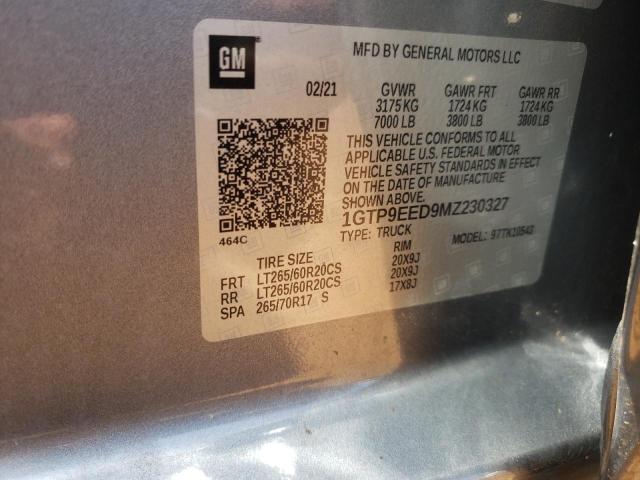 GM
MFD BY GENERAL MOTORS LLC
02/21 GVWR GAWR FRT GAWR RR
3175 KG 1724 KG 1724 KG
7000 LB 3800 LB 3800 LB
THIS VEHICLE CONFORMS TO ALL
APPLICABLE U.S. FEDERAL MOTOR
VEHICLE SAFETY STANDARDS IN EFFECT
ON THE DATE OF MANUFACTURE
SHOWN ABOVE.
1GTP9EED9MZ230327
464C
TYPE: TRUCK MODEL: 97TK10543
TIRE SIZE RIM
FRT LT265/60R20CS 20X9J
RR LT265/60R20CS 20X9J
SPA 265/70R17 S 17X8J